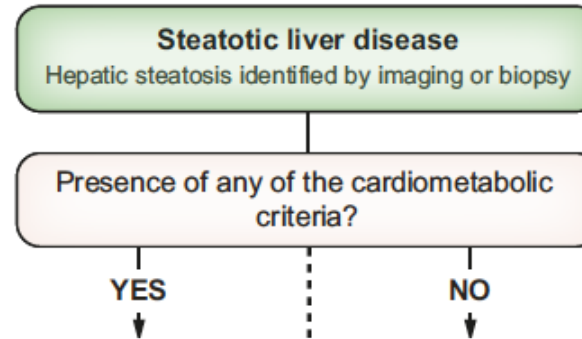 Steatotic liver disease
Hepatic steatosis identified by imaging or biopsy
Presence of any of the cardiometabolic
criteria?
YES NO